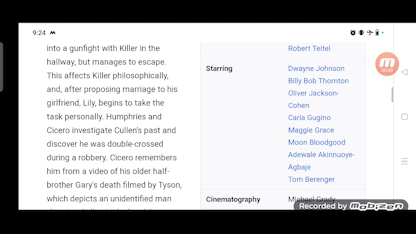 9:24
into a gunfight with Killer in the
hallway, but manages to escape.
This affects Killer philosophically,
and, after proposing marriage to his
girlfriend, Lily, begins to take the
task personally. Humphries and
Cicero investigate Cullen's past and
discover he was double-crossed
during a robbery. Cicero remembers
him from a video of his older half-
brother Gary's death filmed by Tyson,
which depicts an unidentified man
Robert Teitel
Starring
Dwayne Johnson
Billy Bob Thornton
Oliver Jackson-
Cohen
Carla Gugino
Maggie Grace
Moon Bloodgood
Adewale Akinnuoye-
Agbaje
Tom Berenger
Cinematography
Michael Grady
Recorded by Mobizen